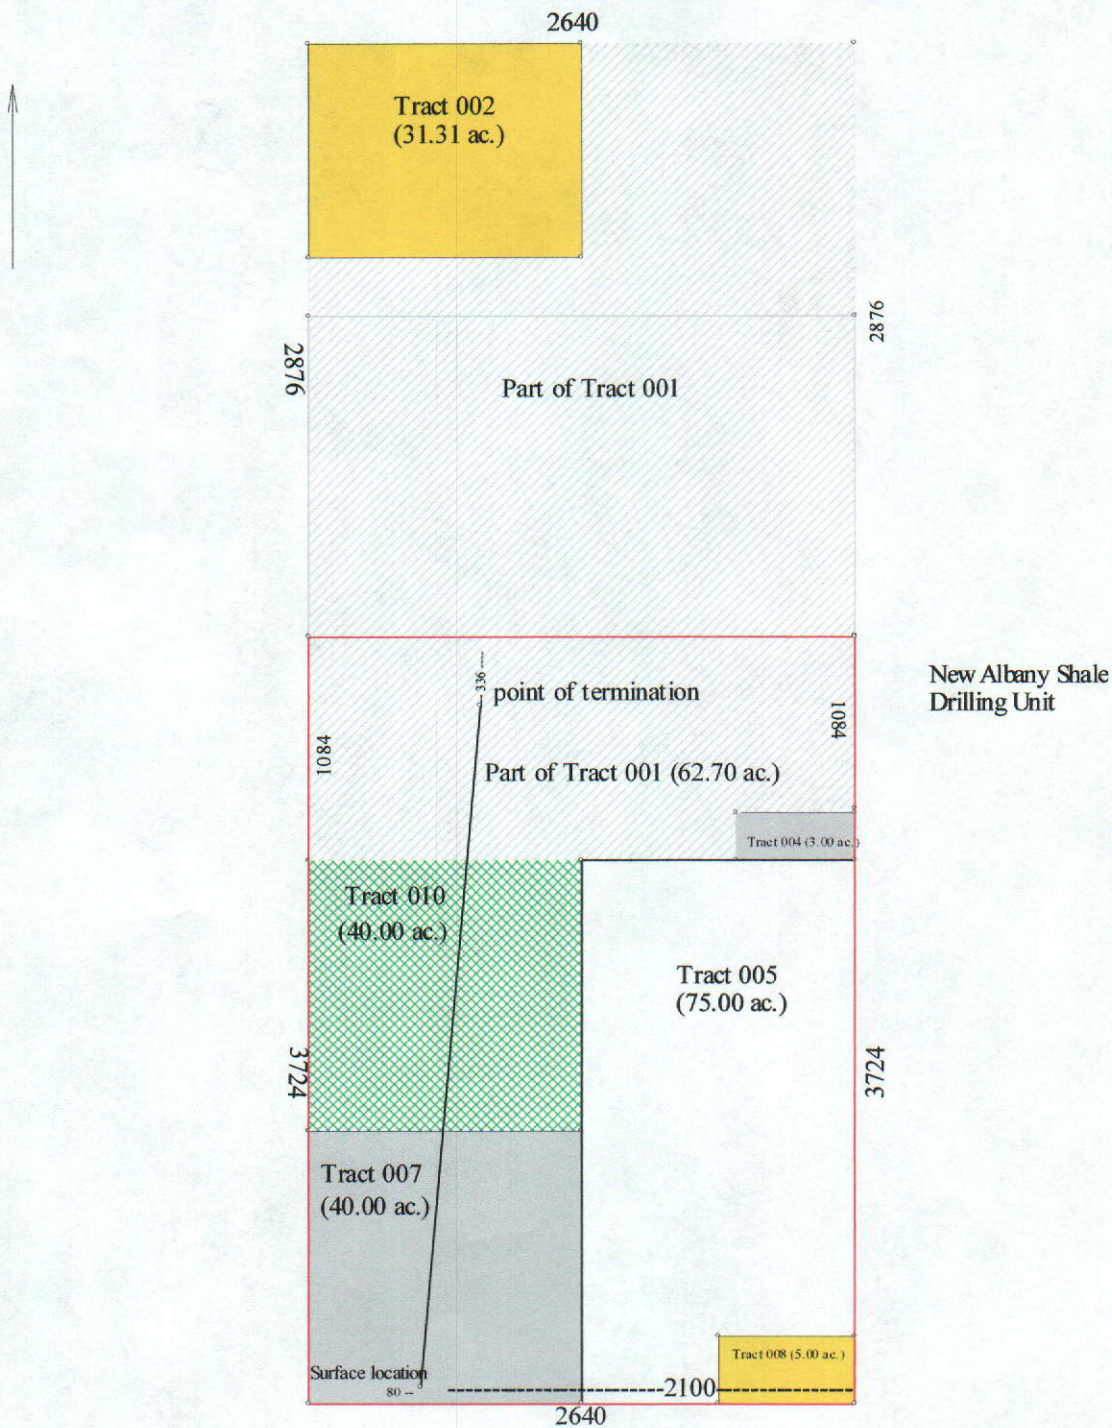 2640
Tract 002
(31.31 ac.)
2876
2876
Part of Tract 001
New Albany Shale
Drilling Unit
336 ----
point of termination
1084
1084
Part of Tract 001 (62.70 ac.)
Tract 004 (3.00 ac.)
Tract 010
(40.00 ac.)
Tract 005
(75.00 ac.)
3724
3724
Tract 007
(40.00 ac.)
Tract 008 (5.00 ac.)
Surface location
80 --
2100
2640